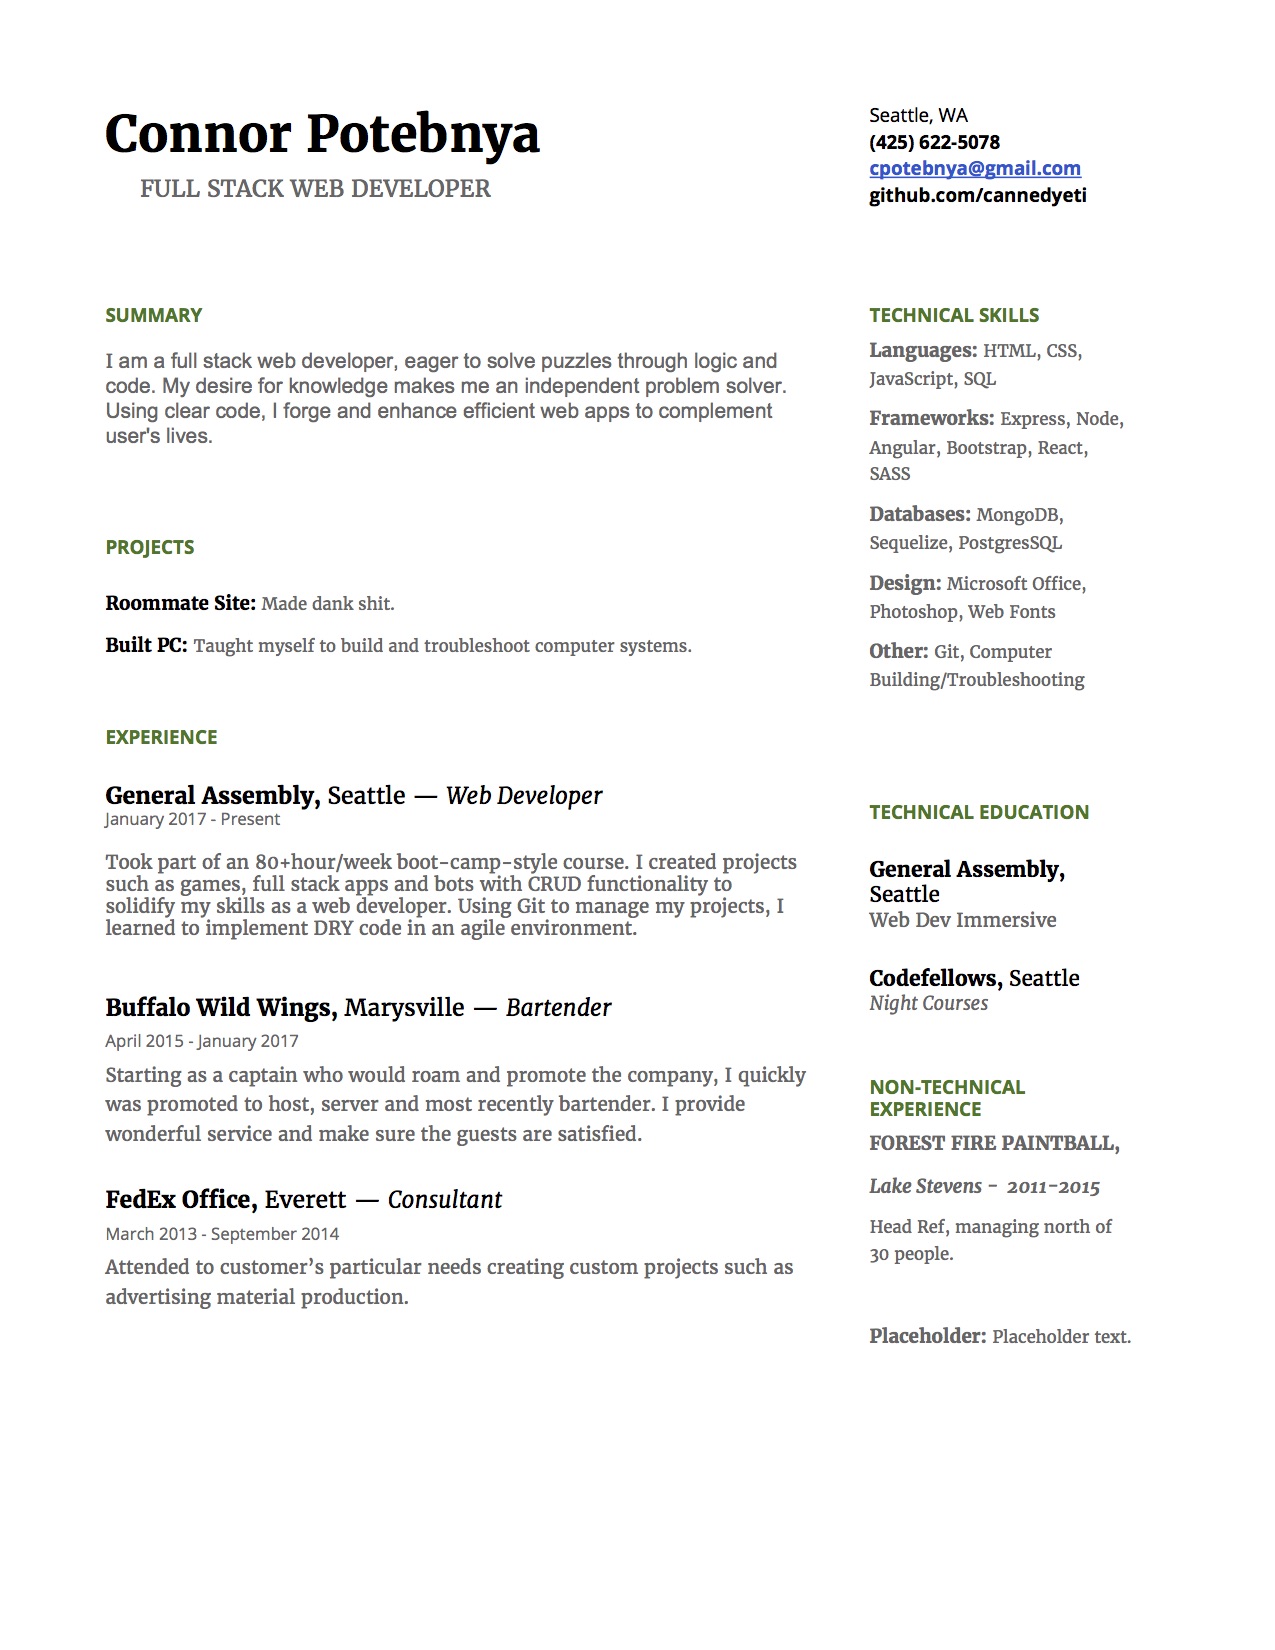 Connor Potebnya
FULL STACK WEB DEVELOPER
Seattle, WA
(425) 622-5078
cpotebnya@gmail.com
github.com/cannedyeti
SUMMARY
I am a full stack web developer, eager to solve puzzles through logic and
code. My desire for knowledge makes me an independent problem solver.
Using clear code, I forge and enhance efficient web apps to complement
user's lives.
PROJECTS
Roommate Site: Made dank shit.
Built PC: Taught myself to build and troubleshoot computer systems.
EXPERIENCE
General Assembly, Seattle — Web Developer
January 2017 - Present
Took part of an 80+hour/week boot-camp-style course. I created projects
such as games, full stack apps and bots with CRUD functionality to
solidify my skills as a web developer. Using Git to manage my projects, I
learned to implement DRY code in an agile environment.
Buffalo Wild Wings, Marysville — Bartender
April 2015 - January 2017
Starting as a captain who would roam and promote the company, I quickly
was promoted to host, server and most recently bartender. I provide
wonderful service and make sure the guests are satisfied.
FedEx Office, Everett — Consultant
March 2013 - September 2014
Attended to customer’s particular needs creating custom projects such as
advertising material production.
TECHNICAL SKILLS
Languages: HTML, CSS,
JavaScript, SQL
Frameworks: Express, Node,
Angular, Bootstrap, React,
SASS
Databases: MongoDB,
Sequelize, PostgresSQL
Design: Microsoft Office,
Photoshop, Web Fonts
Other: Git, Computer
Building/Troubleshooting
TECHNICAL EDUCATION
General Assembly,
Seattle
Web Dev Immersive
Codefellows, Seattle
Night Courses
NON-TECHNICAL
EXPERIENCE
FOREST FIRE PAINTBALL,
Lake Stevens - 2011-2015
Head Ref, managing north of
30 people.
Placeholder: Placeholder text.